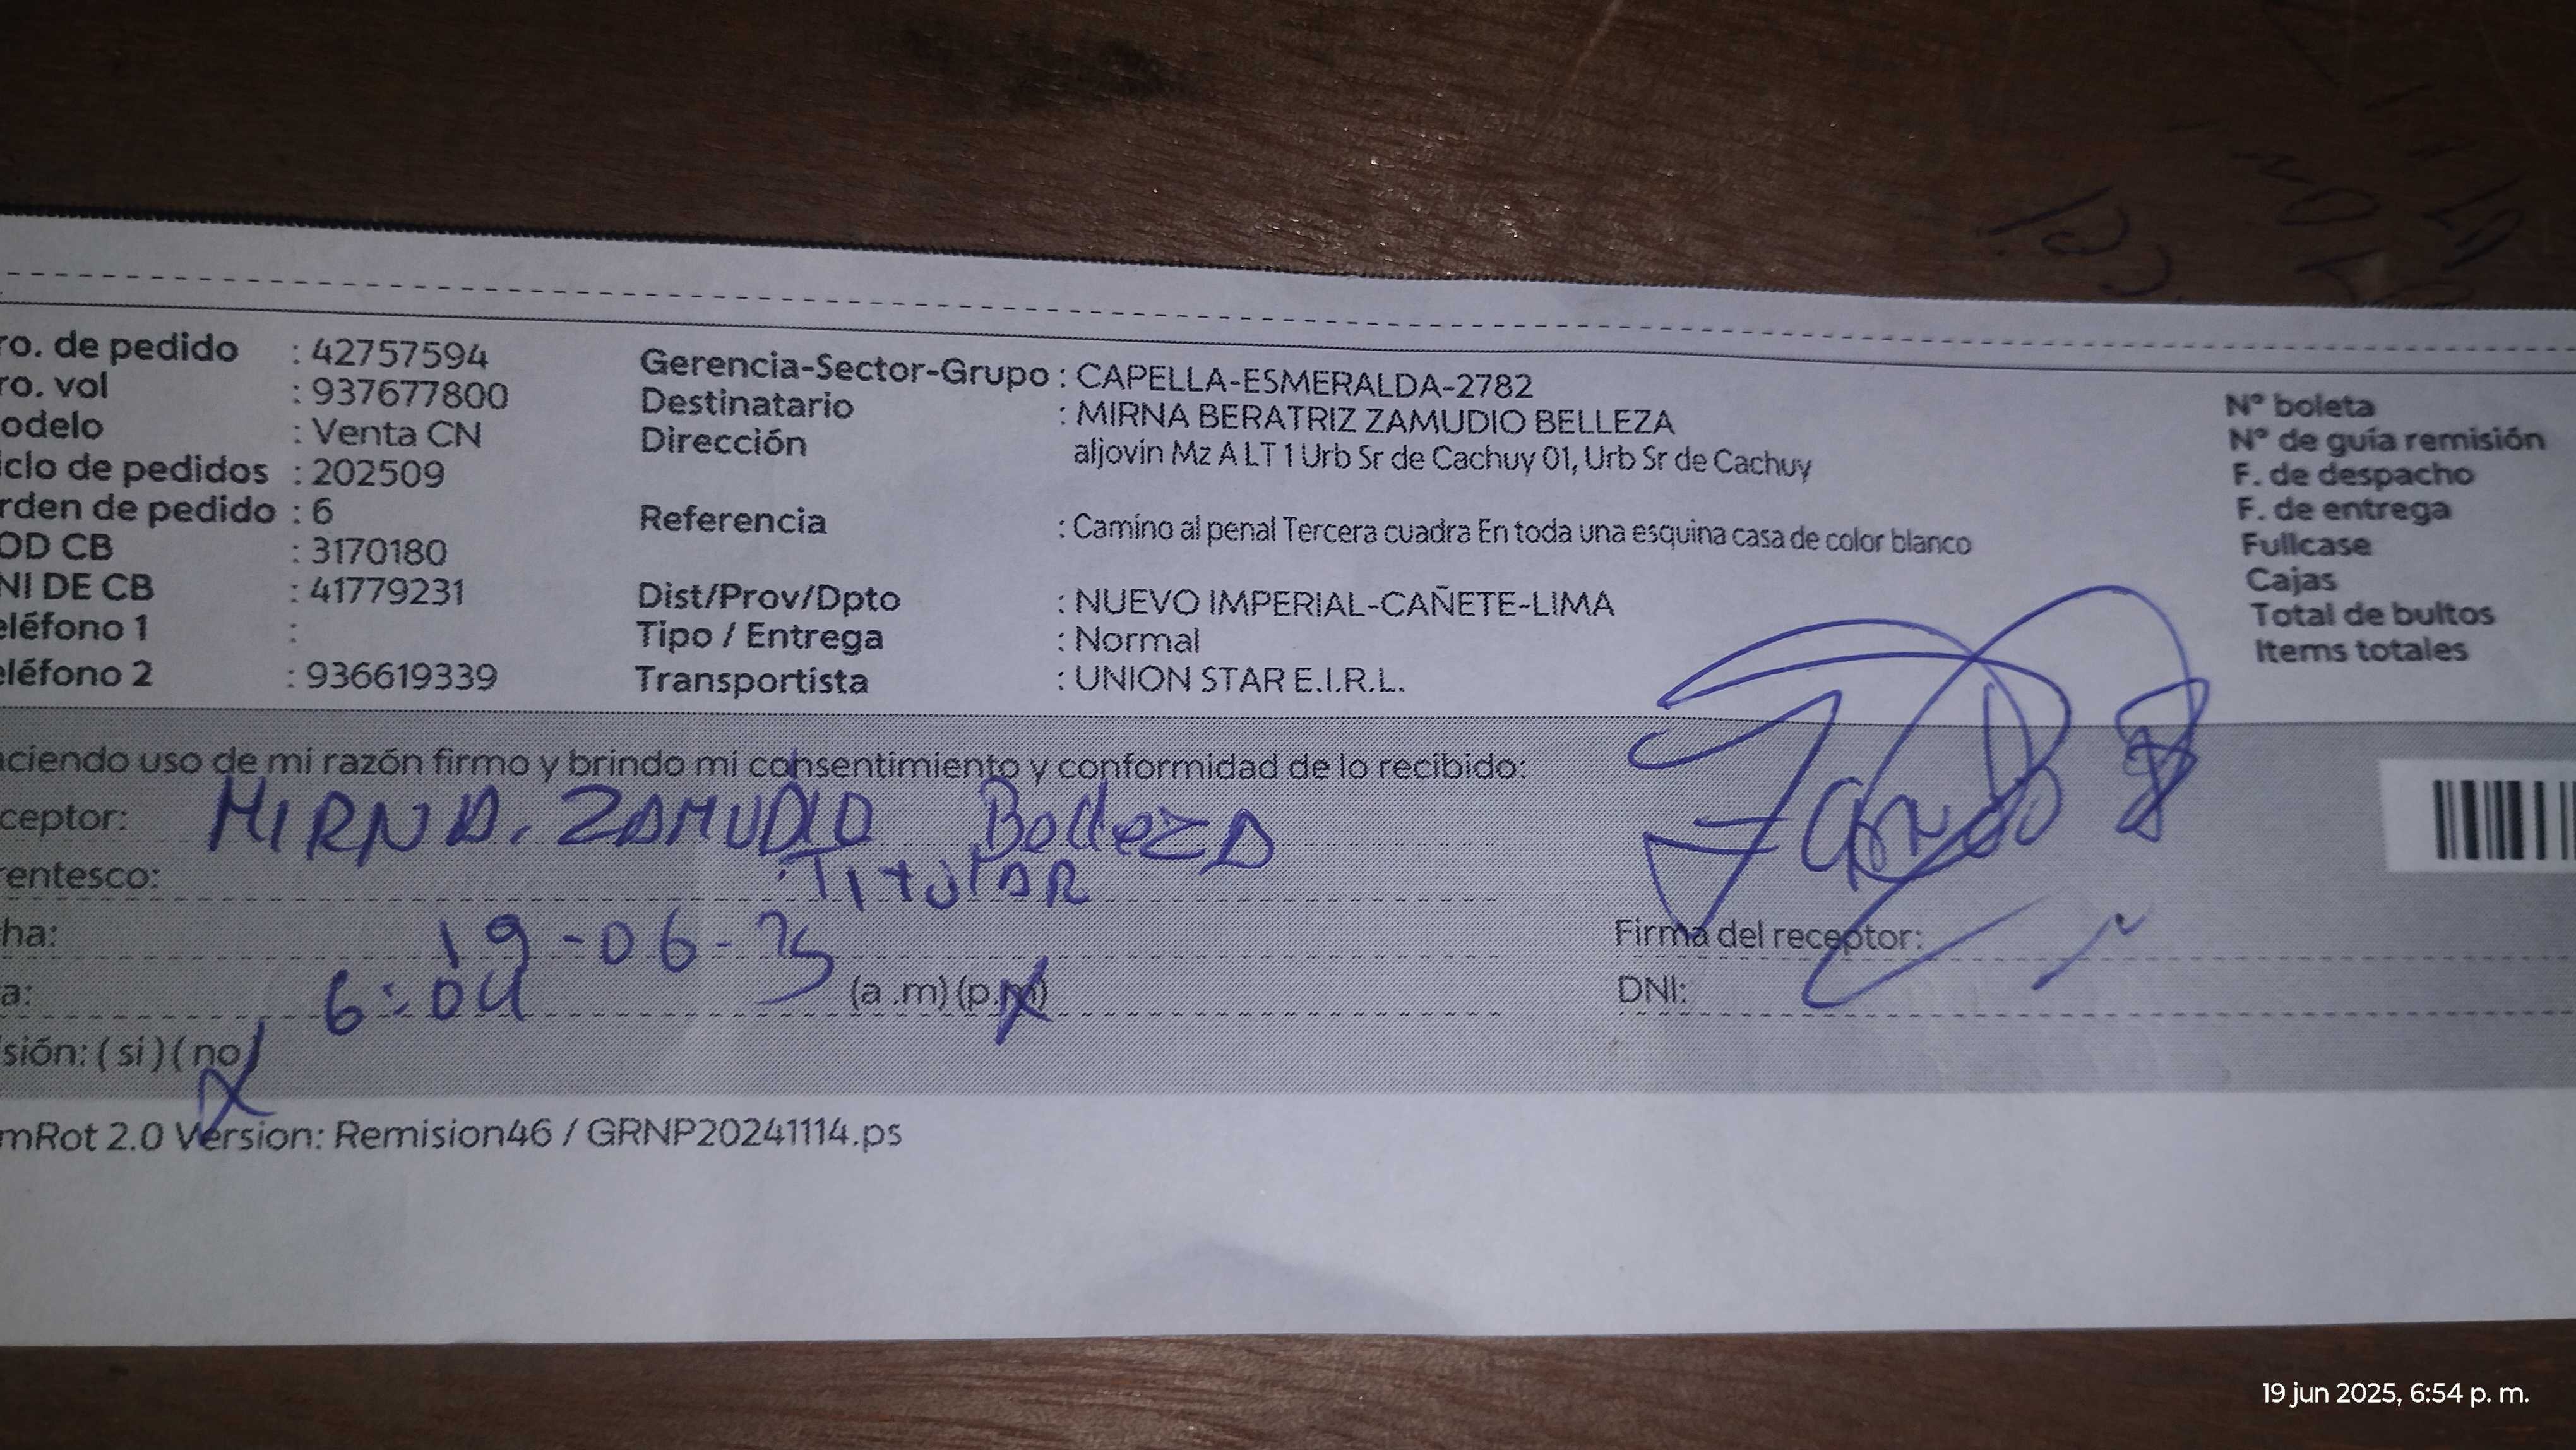 ro. de pedido : 42757594
ro. vol : 937677800
odelo : Venta CN
iclo de pedidos : 202509
rden de pedido : 6
OD CB : 3170180
NI DE CB : 41779231
eléfono 1 :
eléfono 2 : 936619339
Gerencia-Sector-Grupo : CAPELLA-ESMERALDA-2782
Destinatario : MIRNA BERATRIZ ZAMUDIO BELLEZA
Dirección aljovin Mz A LT 1 Urb Sr de Cachuy 01, Urb Sr de Cachuy
Referencia : Camino al penal Tercera cuadra En toda una esquina casa de color blanco
Dist/Prov/Dpto : NUEVO IMPERIAL-CAÑETE-LIMA
Tipo / Entrega : Normal
Transportista : UNION STAR E.I.R.L.
N° boleta
N° de guía remisión
F. de despacho
F. de entrega
Fullcase
Cajas
Total de bultos
Items totales
aciendo uso de mi razón firmo y brindo mi consentimiento y conformidad de lo recibido:
ceptor: MIRNA. ZAMUDIO Belleza
rentesco: Titular
ha: 19-06-25
a: 6:04 (a .m) (p.m)
sión: ( si ) ( no )
Firma del receptor:
DNI:
mRot 2.0 Version: Remision46 / GRNP20241114.ps
19 jun 2025, 6:54 p. m.